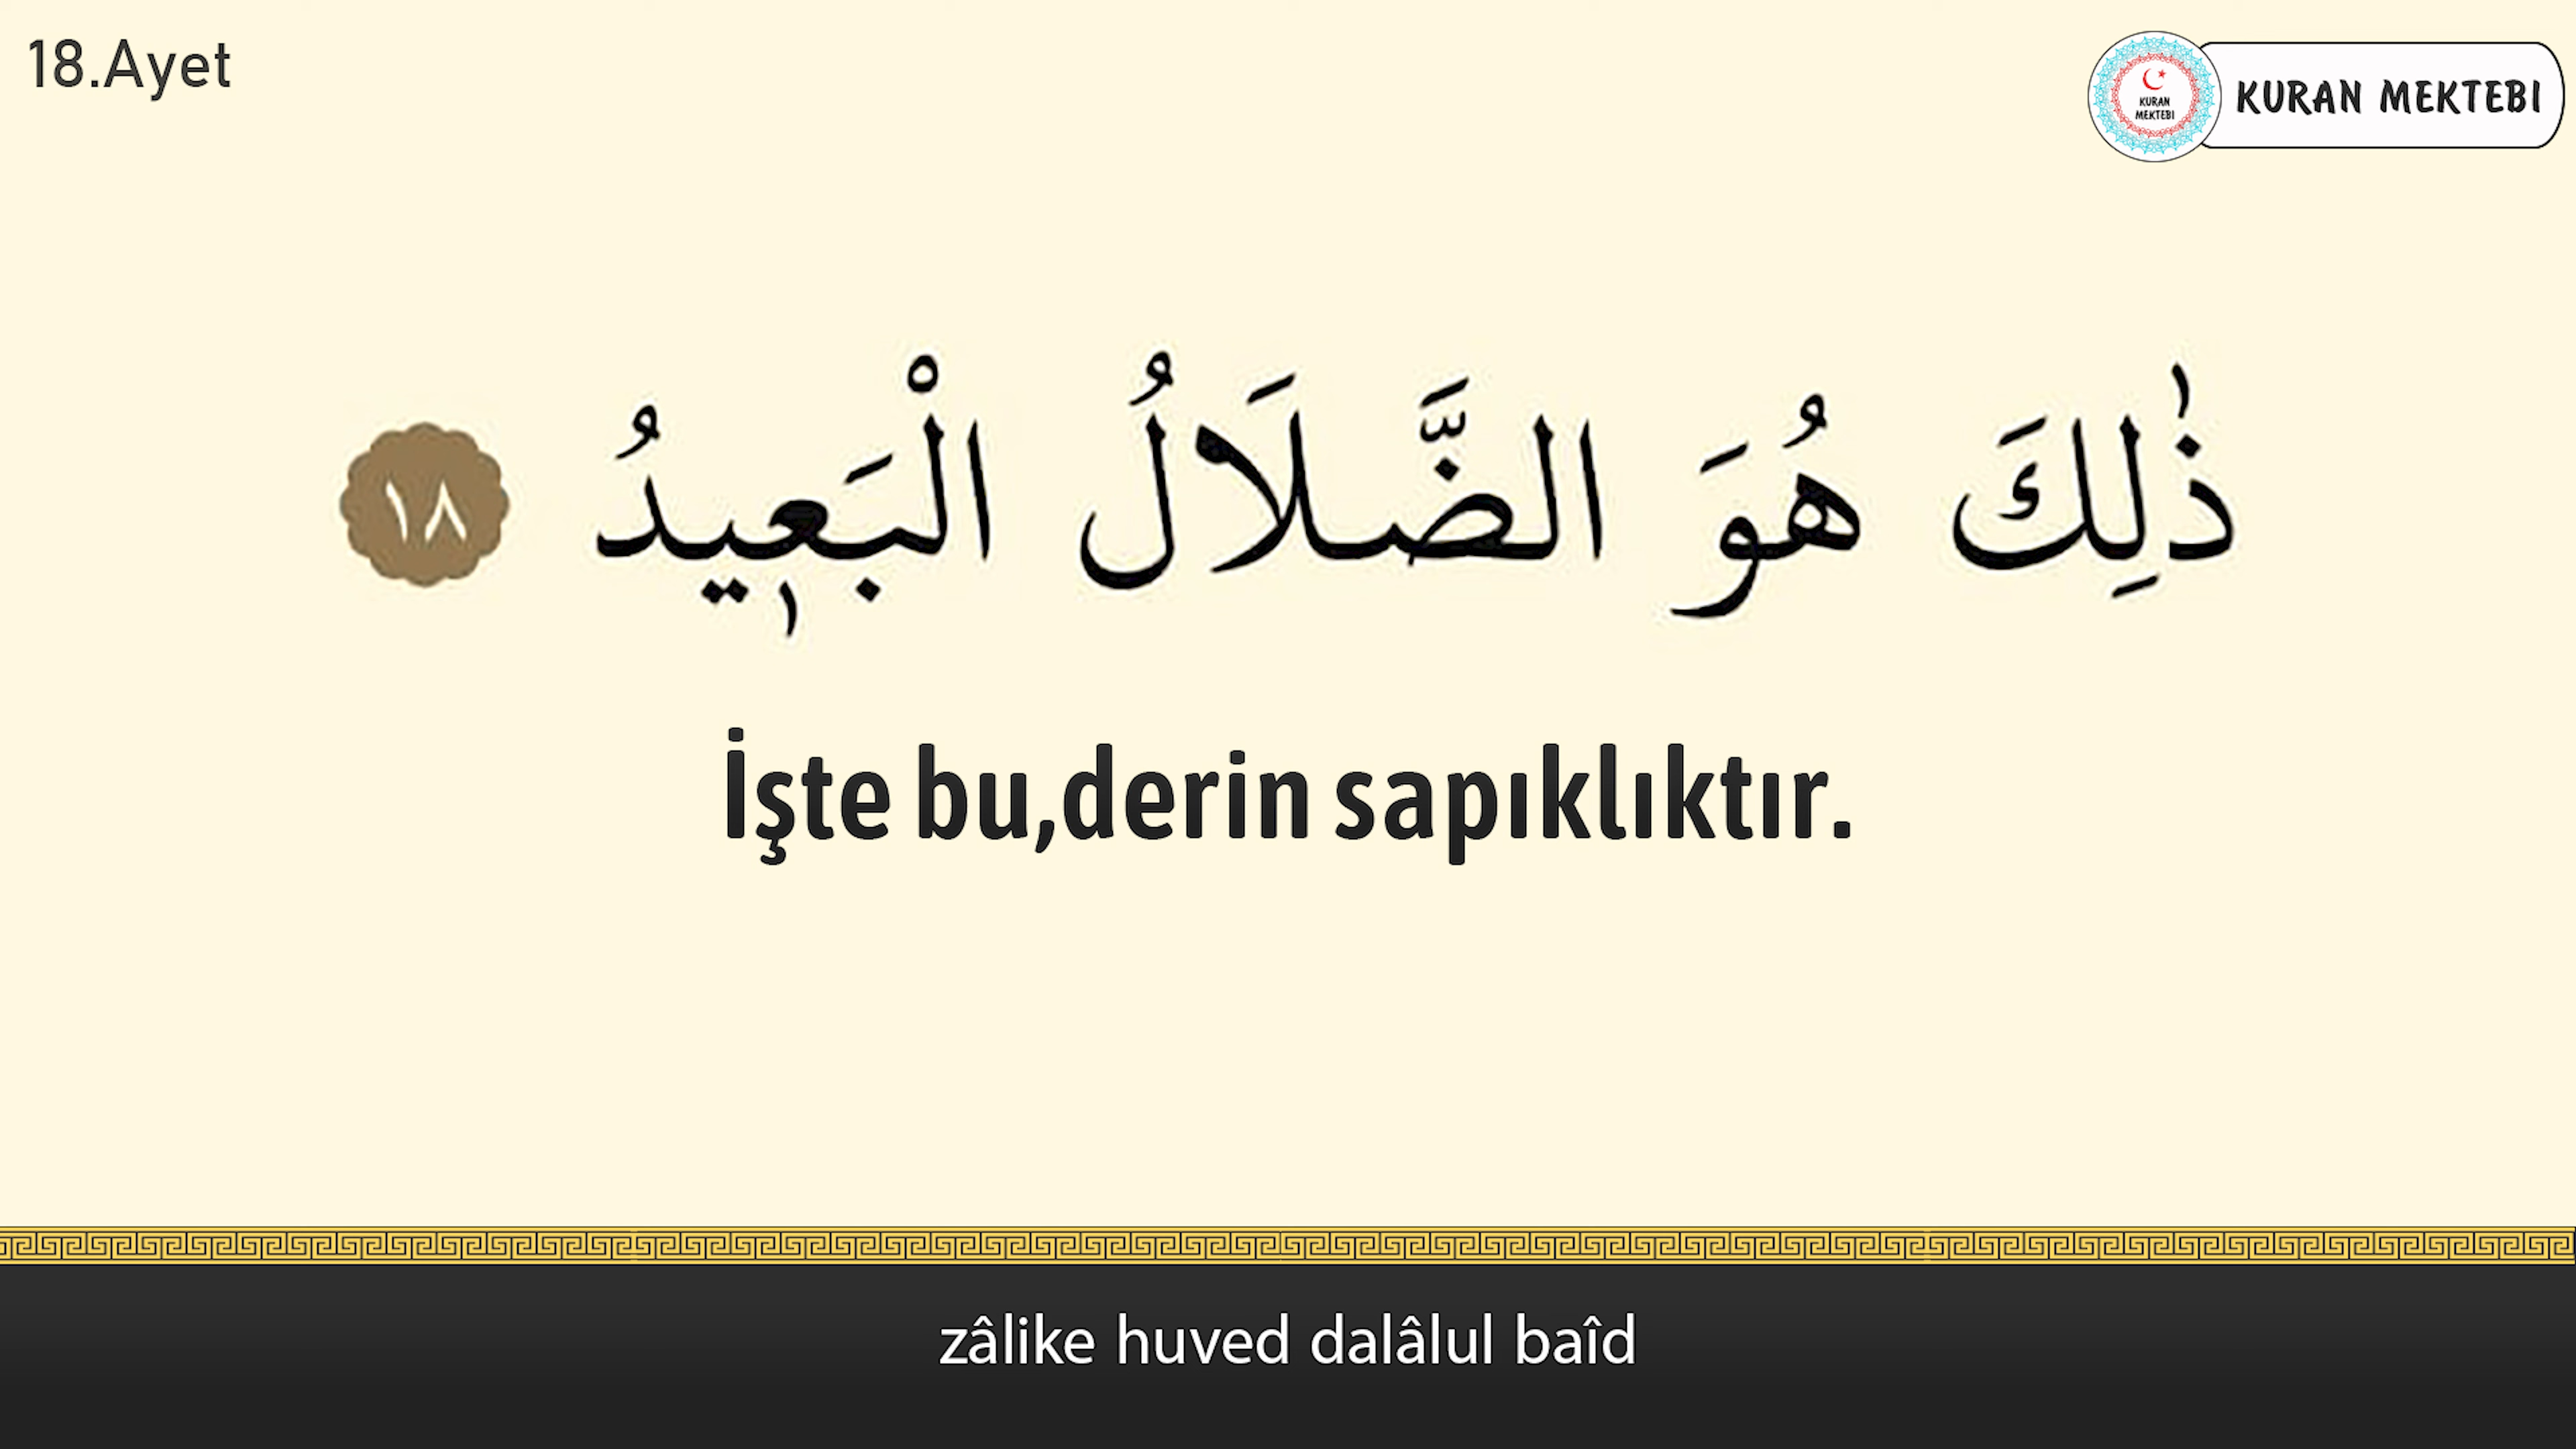 18.Ayet
KURAN
MEKTEBI
KURAN MEKTEBI
ذٰلِكَ هُوَ الضَّلَالُ الْبَعٖيدُ ١٨
İşte bu,derin sapıklıktır.
zâlike huved dalâlul baîd